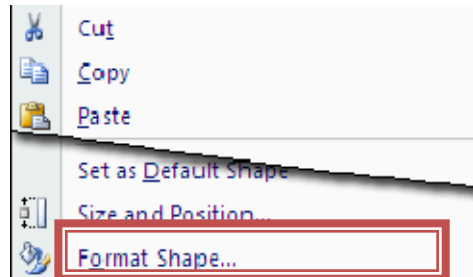 Cut
Copy
Paste
Set as Default Shape
Size and Position...
Format Shape...